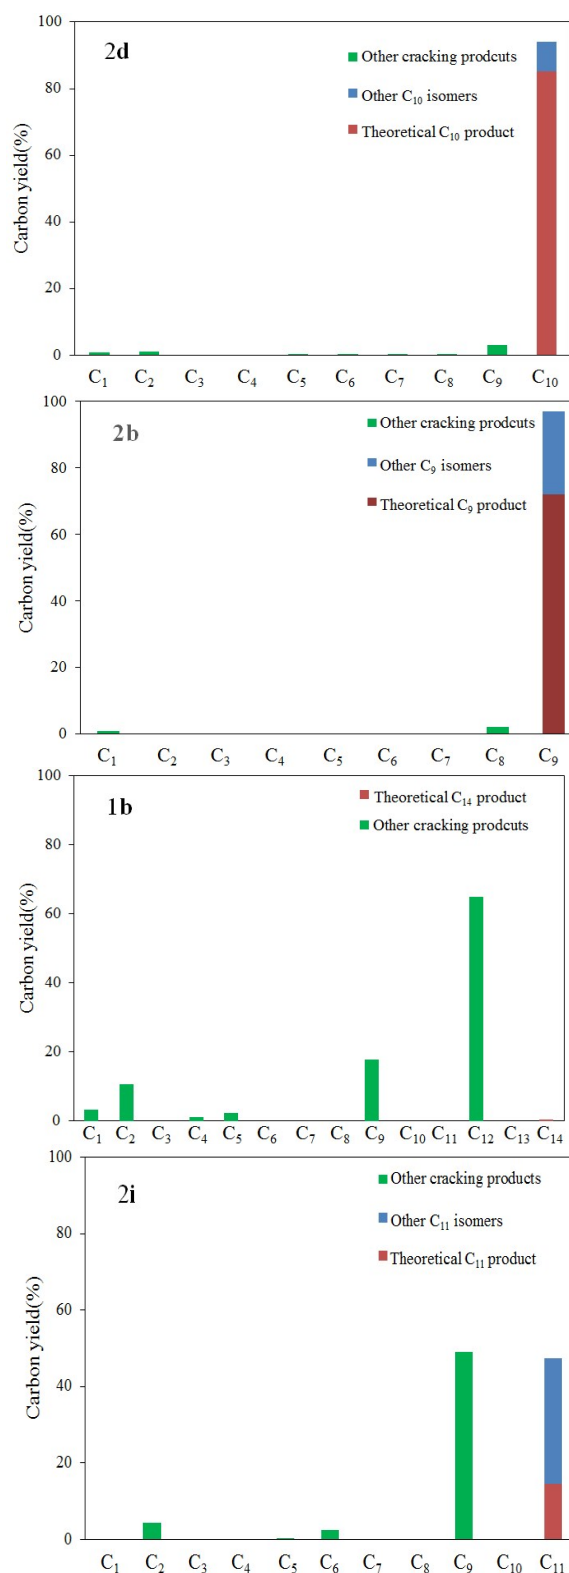 2d
Carbon yield(%)
100
80
60
40
20
0
Other cracking prodcuts
Other C₁₀ isomers
Theoretical C₁₀ product
C₁ C₂ C₃ C₄ C₅ C₆ C₇ C₈ C₉ C₁₀
2b
Carbon yield(%)
100
80
60
40
20
0
Other cracking prodcuts
Other C₉ isomers
Theoretical C₉ product
C₁ C₂ C₃ C₄ C₅ C₆ C₇ C₈ C₉
1b
Carbon yield(%)
100
80
60
40
20
0
Theoretical C₁₄ product
Other cracking prodcuts
C₁ C₂ C₃ C₄ C₅ C₆ C₇ C₈ C₉ C₁₀ C₁₁ C₁₂ C₁₃ C₁₄
2i
Carbon yield(%)
100
80
60
40
20
0
Other cracking products
Other C₁₁ isomers
Theoretical C₁₁ product
C₁ C₂ C₃ C₄ C₅ C₆ C₇ C₈ C₉ C₁₀ C₁₁